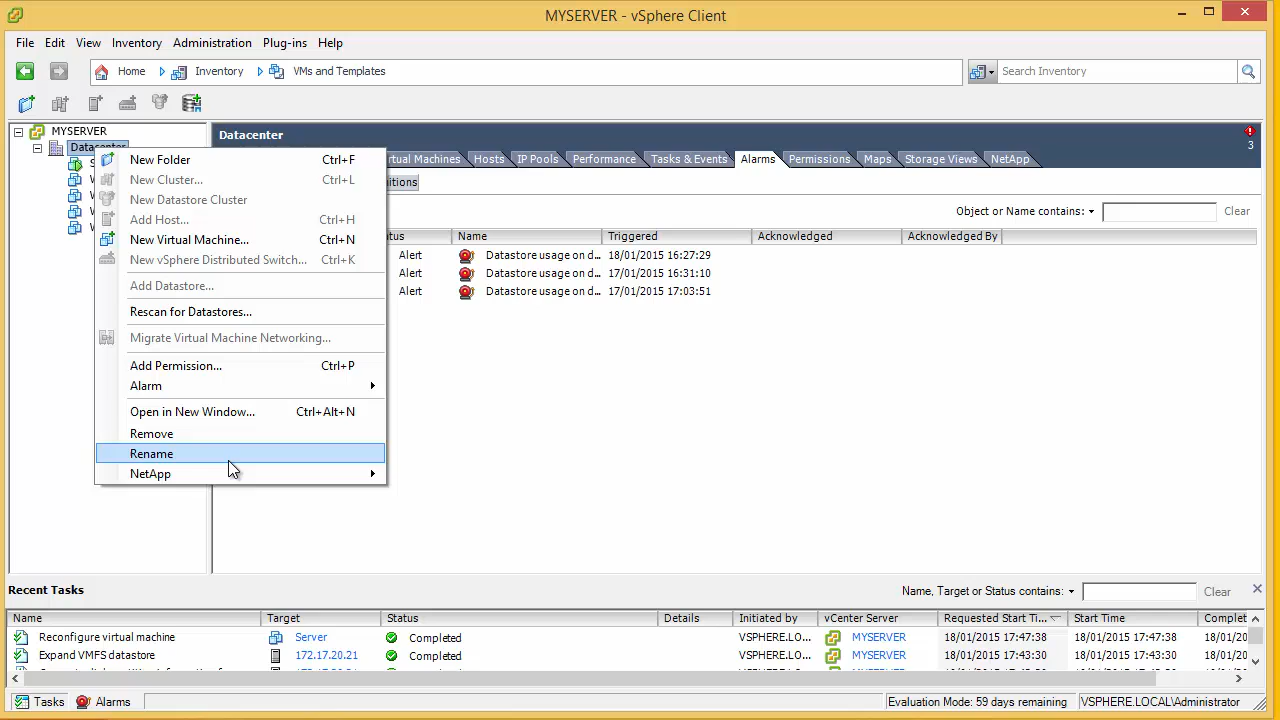 MYSERVER - vSphere Client
File Edit View Inventory Administration Plug-ins Help
Home Inventory VMs and Templates Search Inventory
MYSERVER
Datacenter
Datacenter
3
New Folder Ctrl+F
New Cluster... Ctrl+L
New Datastore Cluster
Add Host... Ctrl+H
New Virtual Machine... Ctrl+N
New vSphere Distributed Switch... Ctrl+K
Add Datastore...
Rescan for Datastores...
Migrate Virtual Machine Networking...
Add Permission... Ctrl+P
Alarm
Open in New Window... Ctrl+Alt+N
Remove
Rename
NetApp
rtual Machines Hosts IP Pools Performance Tasks & Events Alarms Permissions Maps Storage Views NetApp
itions
Object or Name contains: Clear
tus Name Triggered Acknowledged Acknowledged By
Alert Datastore usage on d... 18/01/2015 16:27:29
Alert Datastore usage on d... 17/01/2015 16:31:10
Alert Datastore usage on d... 17/01/2015 17:03:51
Recent Tasks Name, Target or Status contains: Clear
Name Target Status Details Initiated by vCenter Server Requested Start Ti... Start Time Complet
Reconfigure virtual machine Server Completed VSPHERE.LO... MYSERVER 18/01/2015 17:47:38 18/01/2015 17:47:38 18/01/20
Expand VMFS datastore 172.17.20.21 Completed VSPHERE.LO... MYSERVER 18/01/2015 17:43:30 18/01/2015 17:43:30 18/01/20
Tasks Alarms Evaluation Mode: 59 days remaining VSPHERE.LOCAL\Administrator